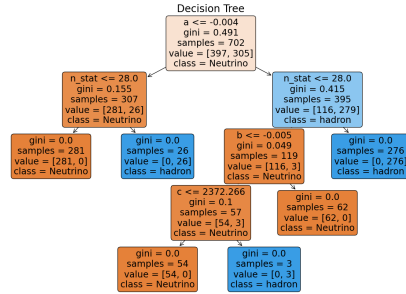 Decision Tree
a <= -0.004
gini = 0.491
samples = 702
value = [397, 305]
class = Neutrino
n_stat <= 28.0
gini = 0.155
samples = 307
value = [281, 26]
class = Neutrino
n_stat <= 28.0
gini = 0.415
samples = 395
value = [116, 279]
class = hadron
gini = 0.0
samples = 281
value = [281, 0]
class = Neutrino
gini = 0.0
samples = 26
value = [0, 26]
class = hadron
b <= -0.005
gini = 0.049
samples = 119
value = [116, 3]
class = Neutrino
gini = 0.0
samples = 276
value = [0, 276]
class = hadron
c <= 2372.266
gini = 0.1
samples = 57
value = [54, 3]
class = Neutrino
gini = 0.0
samples = 62
value = [62, 0]
class = Neutrino
gini = 0.0
samples = 54
value = [54, 0]
class = Neutrino
gini = 0.0
samples = 3
value = [0, 3]
class = hadron